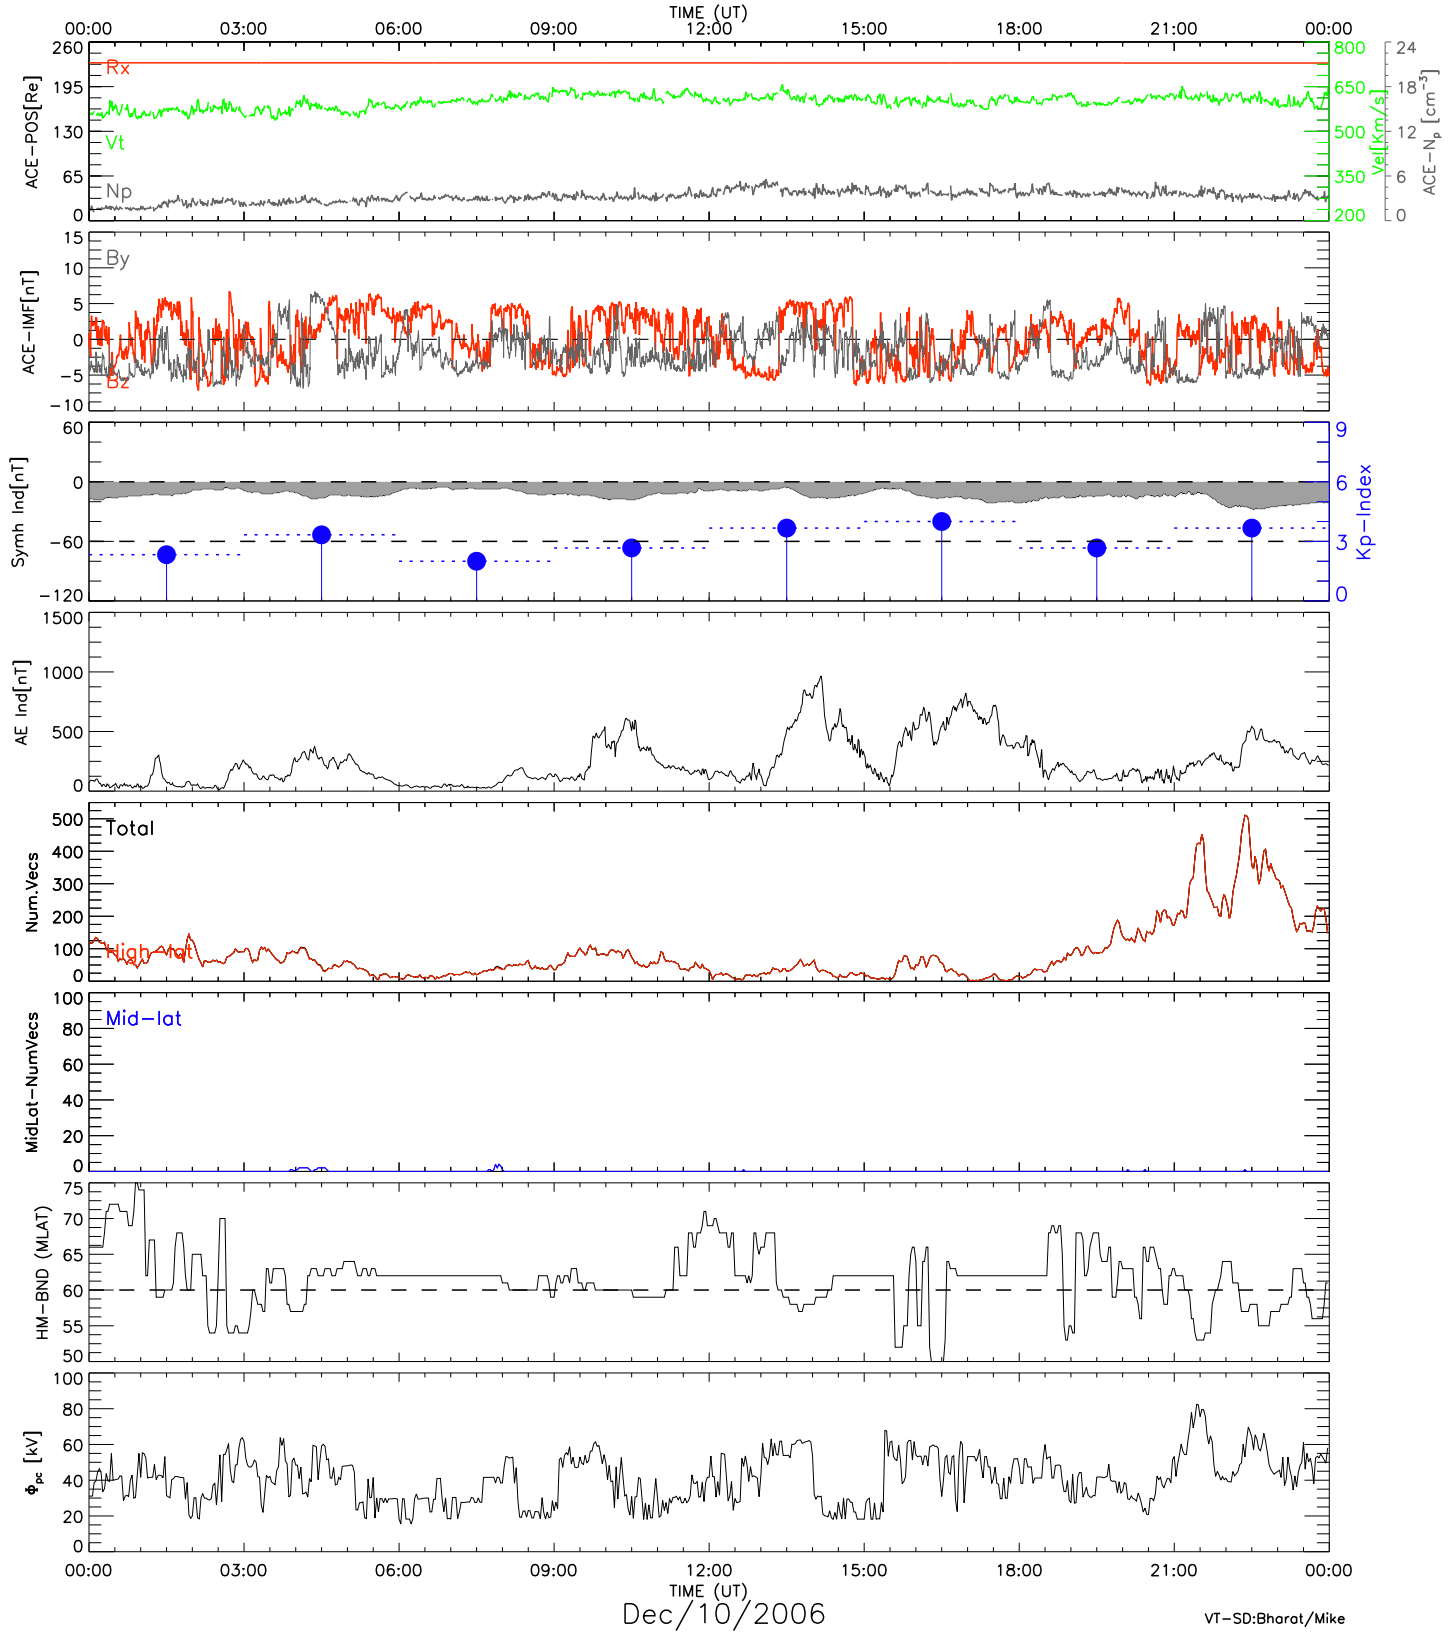 TIME (UT)
00:00 03:00 06:00 09:00 12:00 15:00 18:00 21:00 00:00
260 195 130 65 0
ACE-POS[Re]
Rx
Vt
Np
800 650 500 350 200
Vel[Km/s]
24 18 12 6 0
ACE-Np [cm⁻³]
15 10 5 0 -5 -10
ACE-IMF[nT]
By
Bz
60 0 -60 -120
Symh Ind[nT]
9 6 3 0
Kp-Index
1500 1000 500 0
AE Ind[nT]
500 400 300 200 100 0
Num.Vecs
Total
High-lat
100 80 60 40 20 0
MidLat-NumVecs
Mid-lat
75 70 65 60 55 50
HM-BND (MLAT)
100 80 60 40 20 0
Φpc [kV]
00:00 03:00 06:00 09:00 12:00 15:00 18:00 21:00 00:00
TIME (UT)
Dec/10/2006
VT-SD:Bharat/Mike